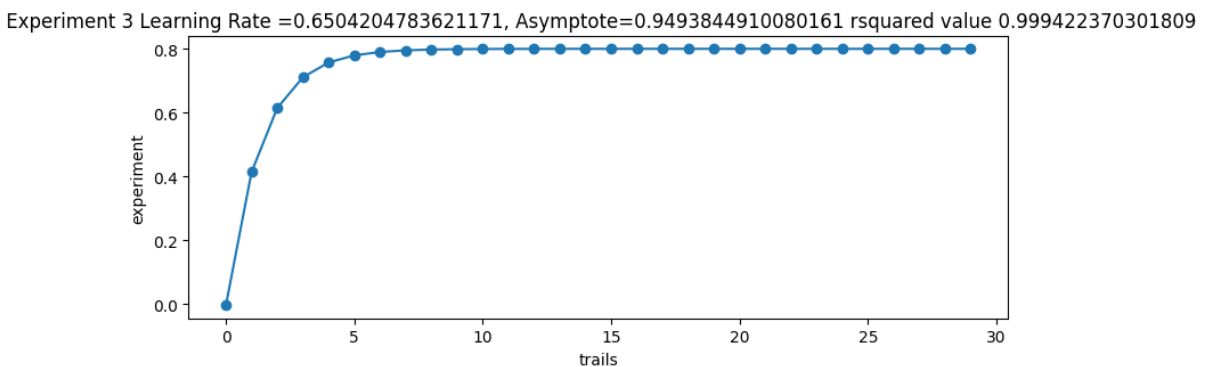 Experiment 3 Learning Rate =0.6504204783621171, Asymptote=0.9493844910080161 rsquared value 0.999422370301809
0.8
0.6
0.4
0.2
0.0
experiment
0 5 10 15 20 25 30
trails